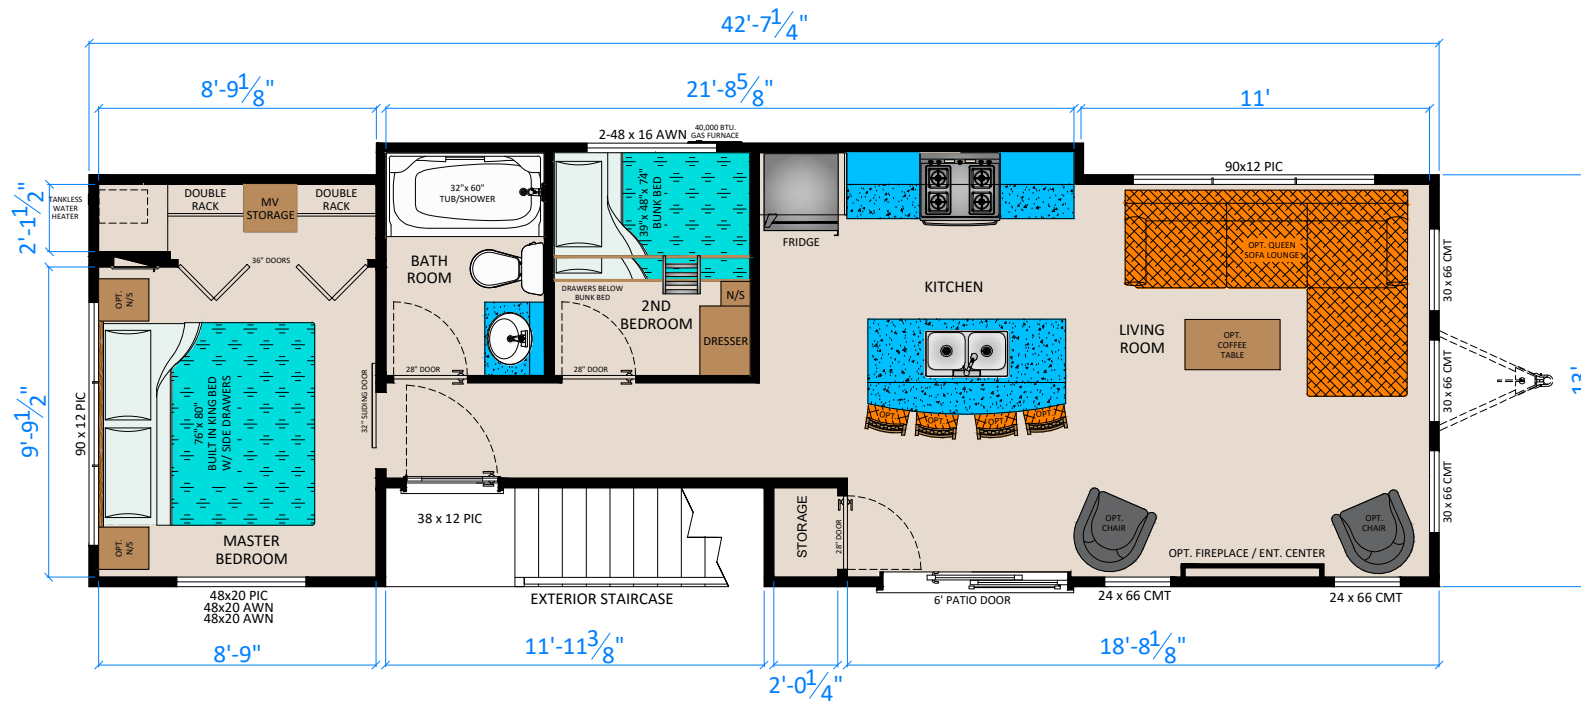 42'-7 1/4"
8'-9 1/8"
21'-8 5/8"
11'
2-48 x 16 AWN
40,000 BTU.
GAS FURNACE
90x12 PIC
2'-1 1/2"
TANKLESS
WATER
HEATER
DOUBLE
RACK
MV
STORAGE
DOUBLE
RACK
32"x 60"
TUB/SHOWER
39"x 48"x 74"
BUNK BED
FRIDGE
OPT. QUEEN
SOFA LOUNGE
30 x 66 CMT
36" DOORS
BATH
ROOM
DRAWERS BELOW
BUNK BED
2ND
BEDROOM
N/S
DRESSER
KITCHEN
LIVING
ROOM
OPT.
COFFEE
TABLE
30 x 66 CMT
13'
OPT.
N/S
9'-9 1/2"
90 x 12 PIC
76"x 80"
BUILT IN KING BED
W/ SIDE DRAWERS
32" SLIDING DOOR
28" DOOR
28" DOOR
OPT.
OPT.
OPT.
OPT.
30 x 66 CMT
OPT.
N/S
MASTER
BEDROOM
38 x 12 PIC
STORAGE
28" DOOR
OPT.
CHAIR
OPT.
CHAIR
OPT. FIREPLACE / ENT. CENTER
48x20 PIC
48x20 AWN
48x20 AWN
EXTERIOR STAIRCASE
6' PATIO DOOR
24 x 66 CMT
24 x 66 CMT
8'-9"
11'-11 3/8"
2'-0 1/4"
18'-8 1/8"